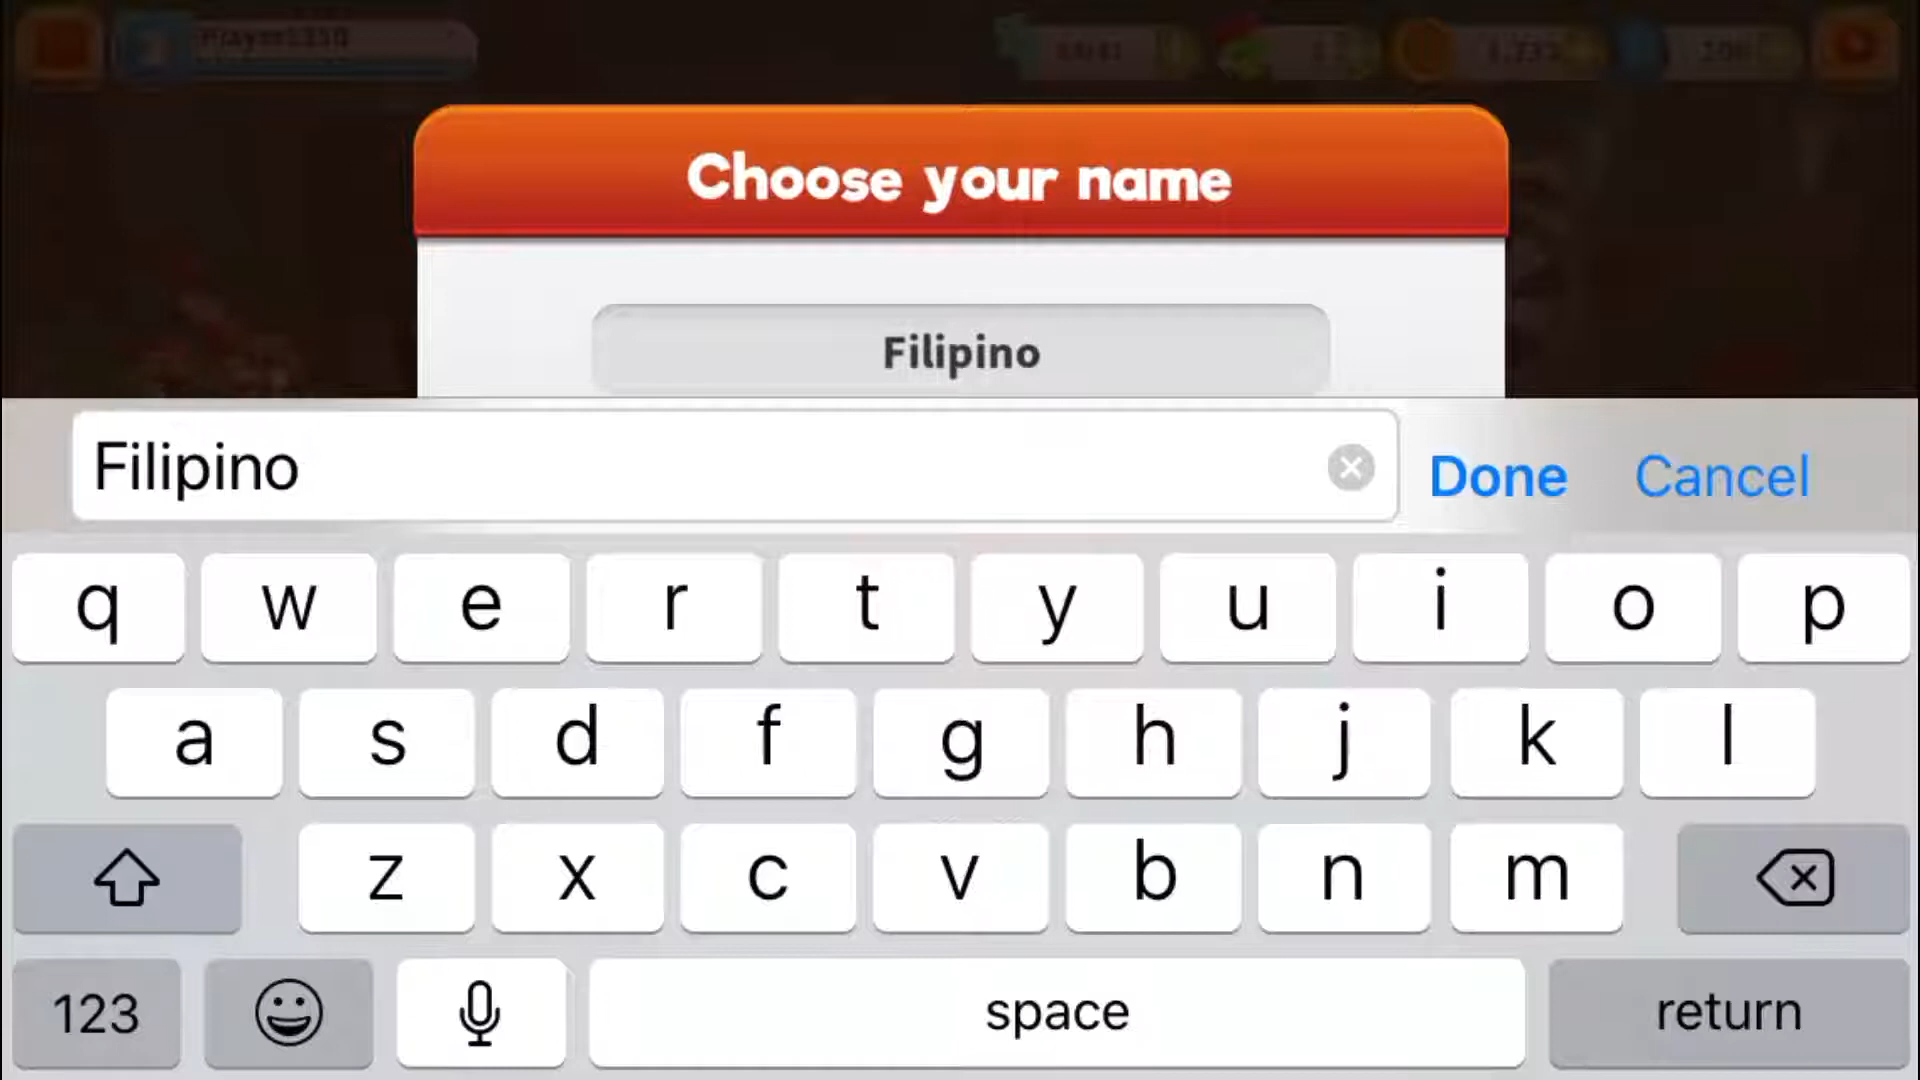 Choose your name
Filipino
Filipino
Done
Cancel
q w e r t y u i o p
a s d f g h j k l
z x c v b n m
123
space
return